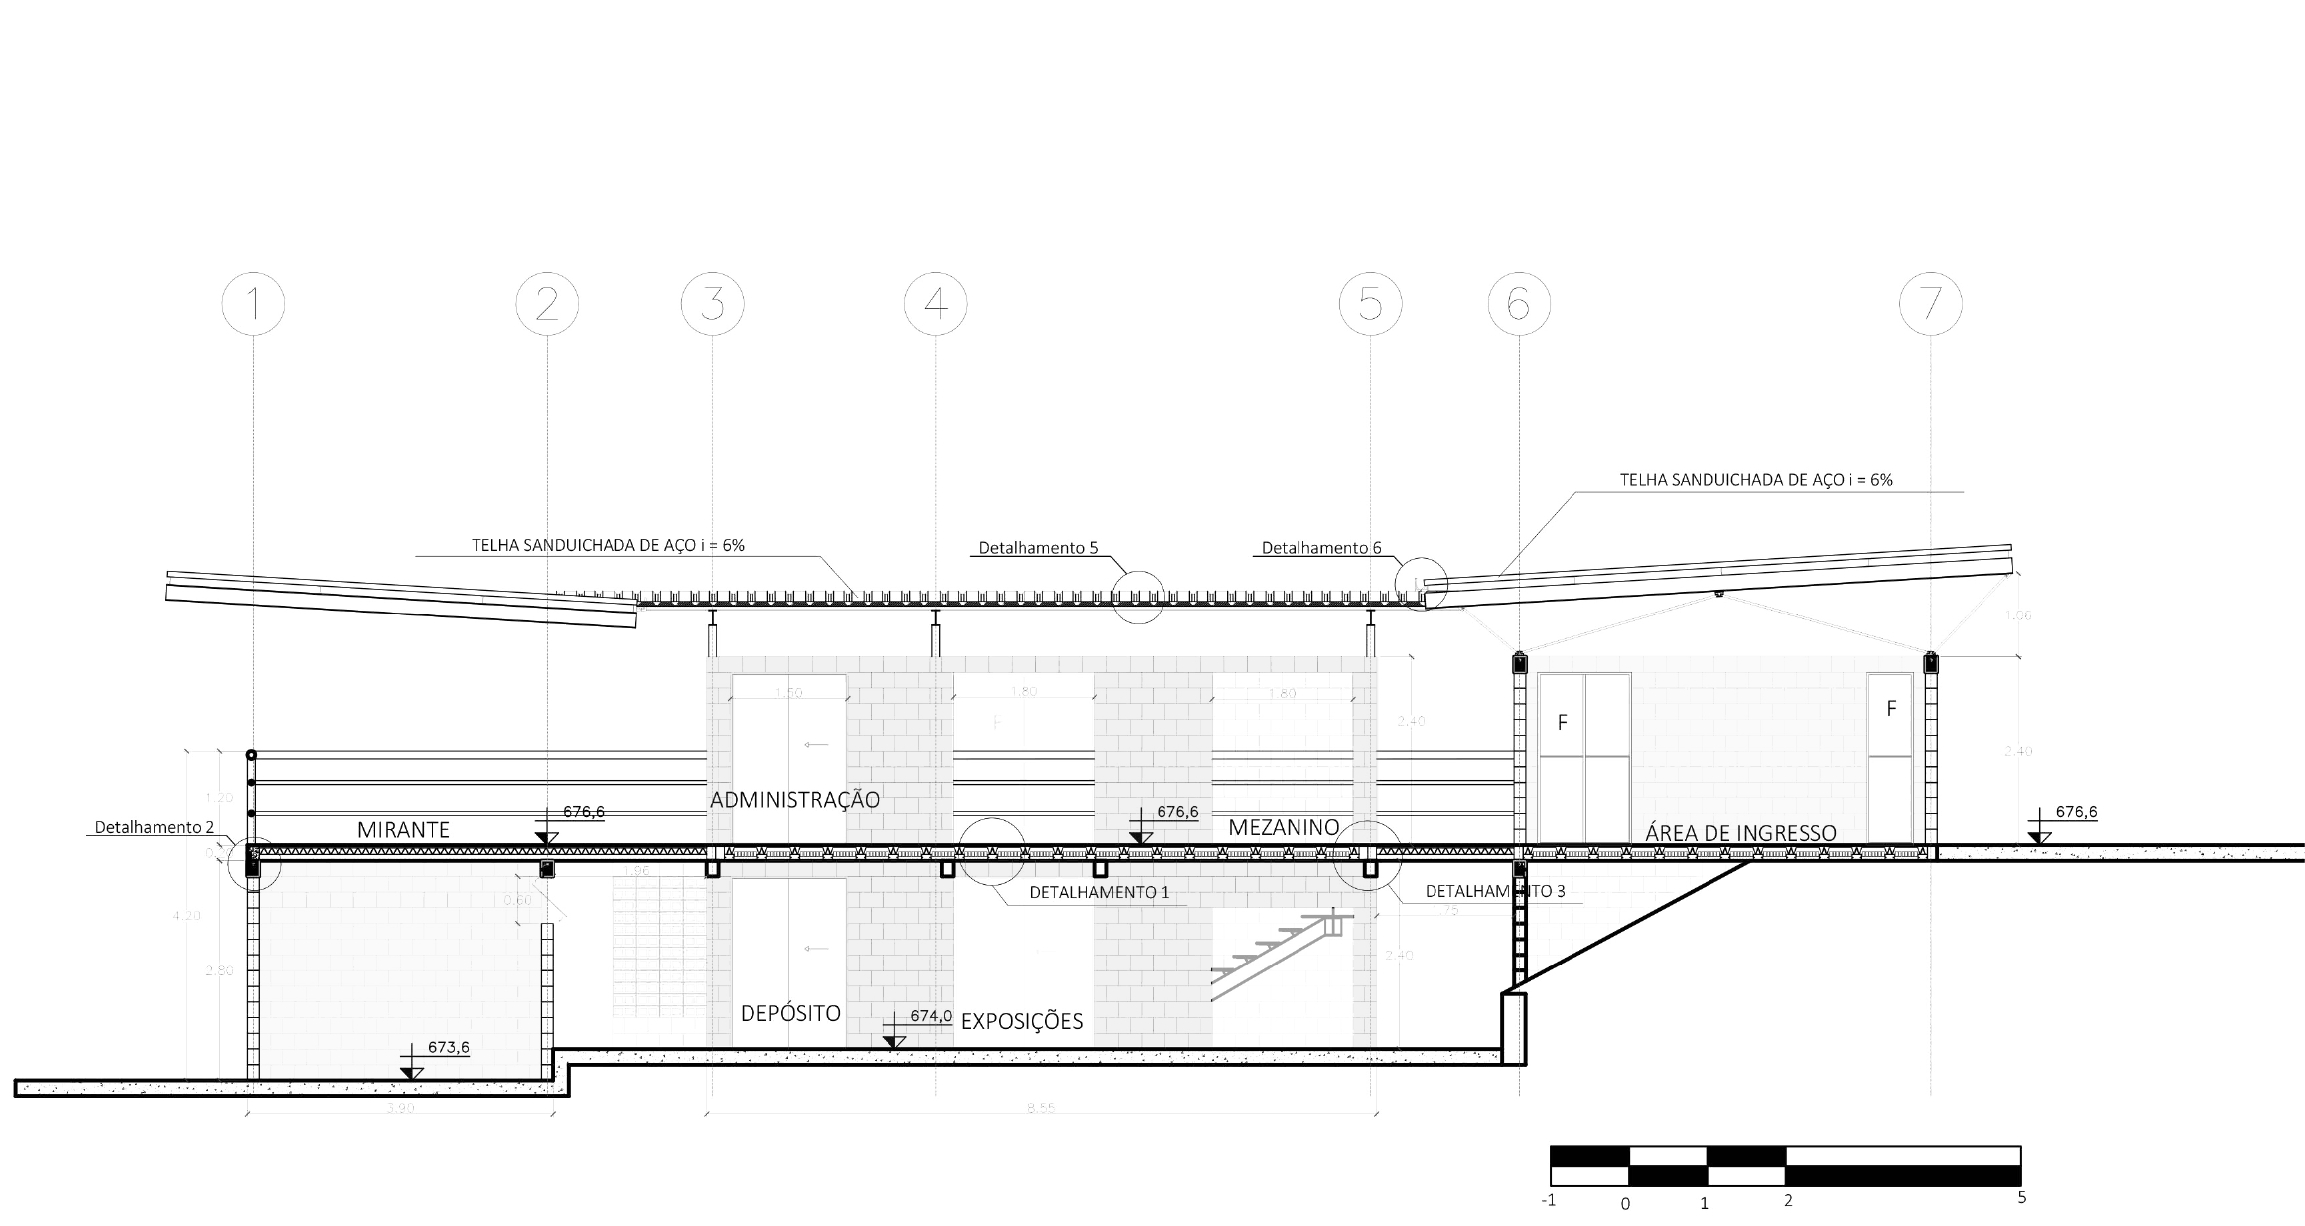 1 2 3 4 5 6 7
TELHA SANDUICHADA DE AÇO i = 6%
TELHA SANDUICHADA DE AÇO i = 6%
Detalhamento 5
Detalhamento 6
1.00
1.50
1.80
1.80
F
2.40
F
F
2.40
1.20
ADMINISTRAÇÃO
676,6
676,6
676,6
Detalhamento 2
MIRANTE
MEZANINO
ÁREA DE INGRESSO
1.96
DETALHAMENTO 1
DETALHAMENTO 3
0.60
4.20
2.80
2.40
DEPÓSITO
674,0
EXPOSIÇÕES
673,6
3.90
8.55
-1 0 1 2 5